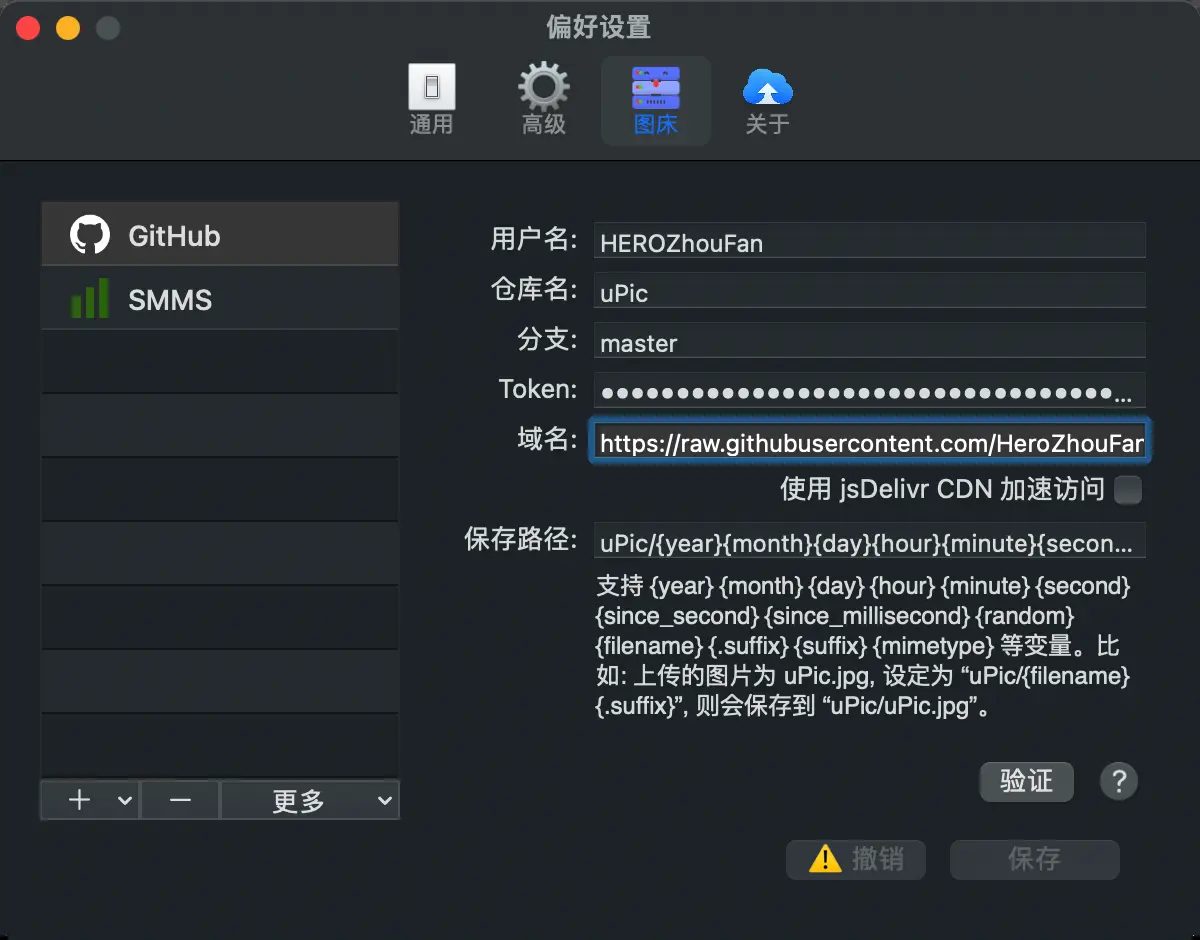 偏好设置
通用
高级
图床
关于
GitHub
SMMS
更多
用户名: HEROZhouFan
仓库名: uPic
分支: master
Token: ●●●●●●●●●●●●●●●●●●●●●●●●●●●●●●●●●●...
域名: https://raw.githubusercontent.com/HeroZhouFan
使用 jsDelivr CDN 加速访问
保存路径: uPic/{year}{month}{day}{hour}{minute}{secon...
支持 {year} {month} {day} {hour} {minute} {second}
{since_second} {since_millisecond} {random}
{filename} {.suffix} {suffix} {mimetype} 等变量。比
如: 上传的图片为 uPic.jpg, 设定为 “uPic/{filename}
{.suffix}”, 则会保存到 “uPic/uPic.jpg”。
验证
?
撤销
保存